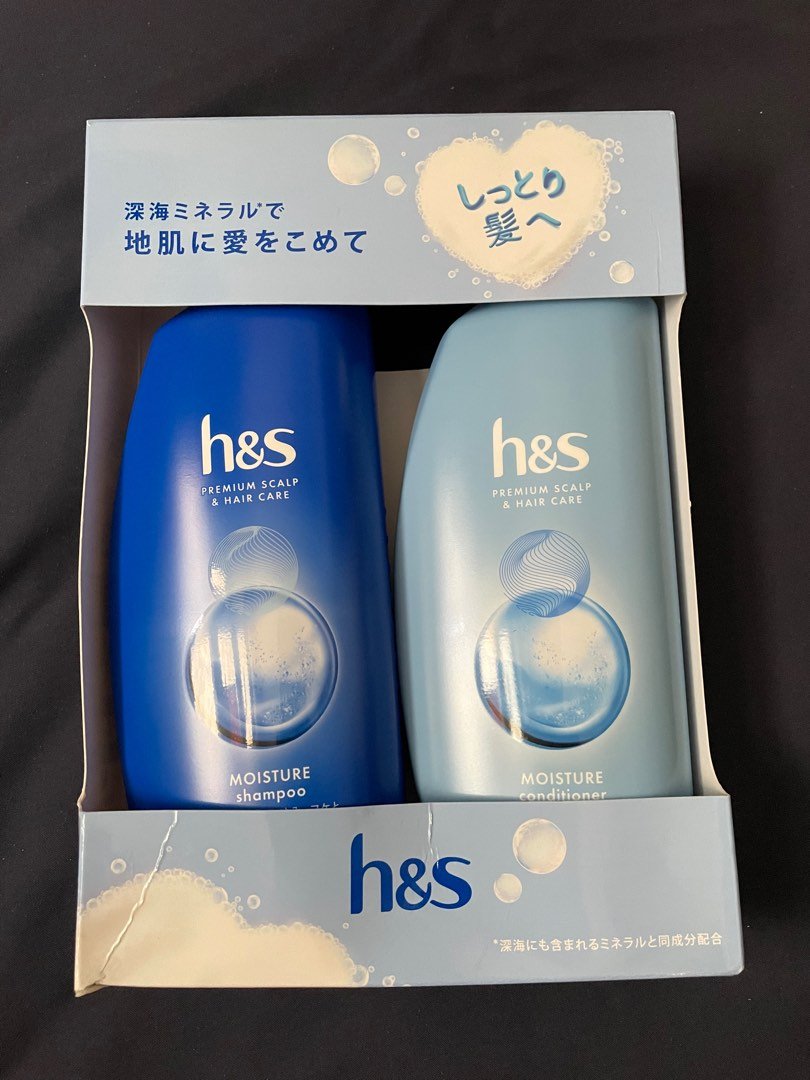 深海ミネラル*で
地肌に愛をこめて
しっとり
髪へ
h&s
PREMIUM SCALP
& HAIR CARE
MOISTURE
shampoo
h&s
PREMIUM SCALP
& HAIR CARE
MOISTURE
conditioner
h&s
*深海にも含まれるミネラルと同成分配合